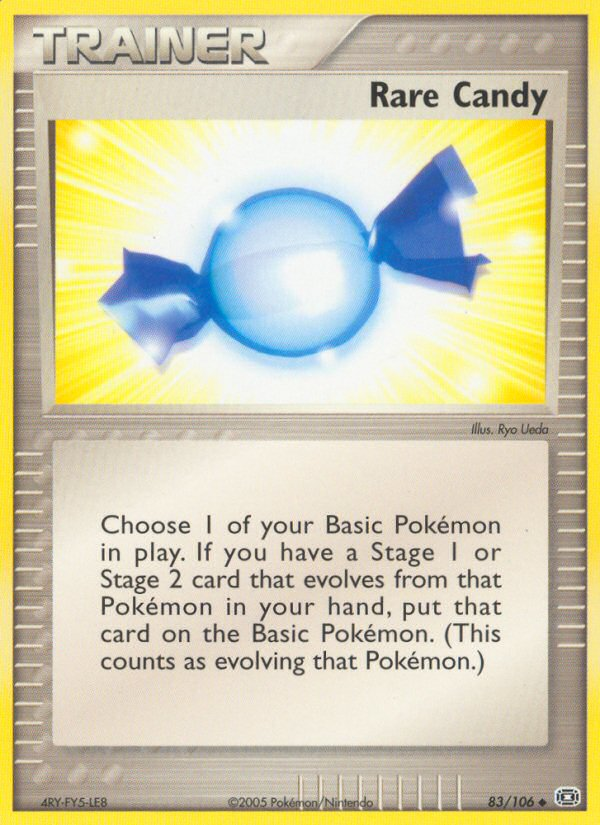 TRAINER
Rare Candy
Illus. Ryo Ueda
Choose 1 of your Basic Pokémon
in play. If you have a Stage 1 or
Stage 2 card that evolves from that
Pokémon in your hand, put that
card on the Basic Pokémon. (This
counts as evolving that Pokémon.)
4RY-FY5-LE8
©2005 Pokémon/Nintendo
83/106